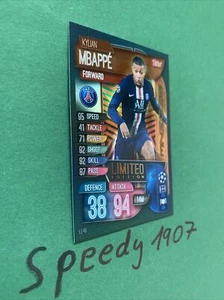 KYLIAN
MBAPPÉ
FORWARD
95 SPEED
41 TACKLE
71 POWER
92 SHOOT
92 SKILL
87 PASS
LIMITED
EDITION
DEFENCE ATTACK
38 94
Speedy 1907